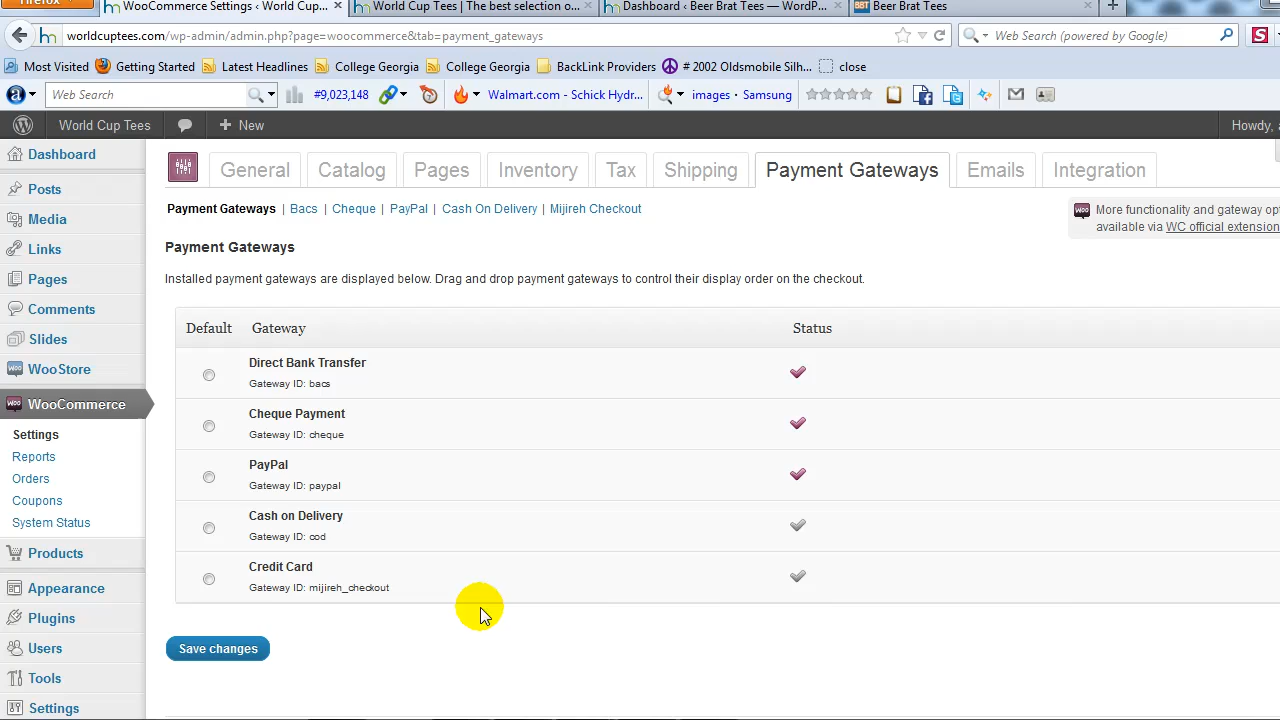 Firefox
WooCommerce Settings ‹ World Cup... ×
World Cup Tees | The best selection o... ×
Dashboard ‹ Beer Brat Tees — WordP... ×
BBT Beer Brat Tees ×
worldcuptees.com/wp-admin/admin.php?page=woocommerce&tab=payment_gateways
Web Search (powered by Google)
Most Visited Getting Started Latest Headlines College Georgia College Georgia BackLink Providers # 2002 Oldsmobile Silh... close
Web Search #9,023,148 Walmart.com - Schick Hydr... images · Samsung
World Cup Tees + New Howdy,
Dashboard
Posts
Media
Links
Pages
Comments
Slides
WooStore
WooCommerce
Settings
Reports
Orders
Coupons
System Status
Products
Appearance
Plugins
Users
Tools
Settings
General Catalog Pages Inventory Tax Shipping Payment Gateways Emails Integration
Payment Gateways | Bacs | Cheque | PayPal | Cash On Delivery | Mijireh Checkout
More functionality and gateway op
available via WC official extension
Payment Gateways
Installed payment gateways are displayed below. Drag and drop payment gateways to control their display order on the checkout.
Default Gateway Status
Direct Bank Transfer
Gateway ID: bacs
Cheque Payment
Gateway ID: cheque
PayPal
Gateway ID: paypal
Cash on Delivery
Gateway ID: cod
Credit Card
Gateway ID: mijireh_checkout
Save changes